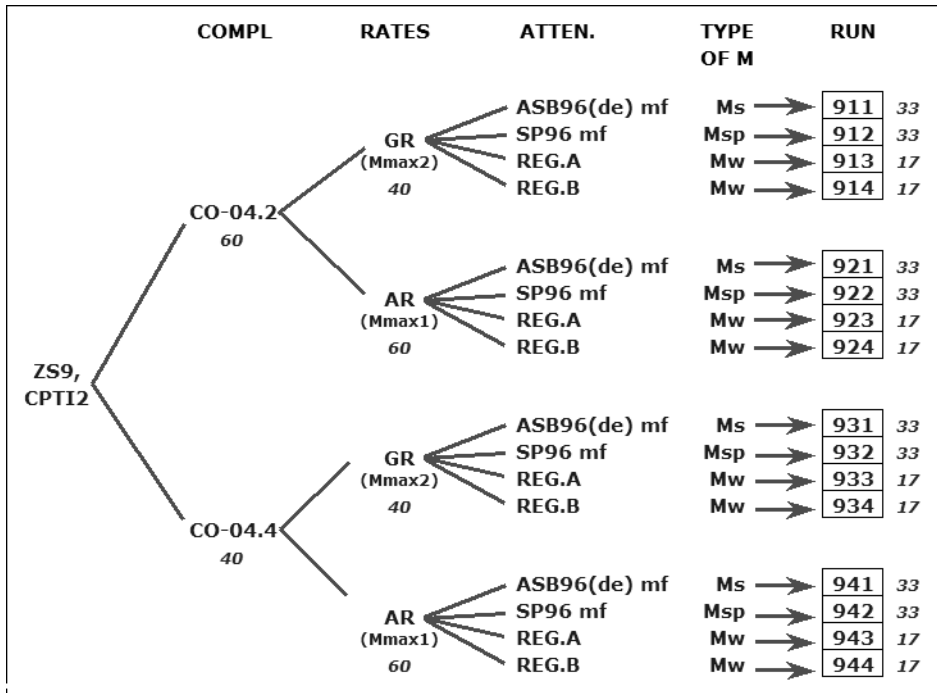 COMPL RATES ATTEN. TYPE OF M RUN
ASB96(de) mf Ms 911 33
GR SP96 mf Msp 912 33
(Mmax2) REG.A Mw 913 17
40 REG.B Mw 914 17
CO-04.2
60
ASB96(de) mf Ms 921 33
AR SP96 mf Msp 922 33
(Mmax1) REG.A Mw 923 17
60 REG.B Mw 924 17
ZS9,
CPTI2
ASB96(de) mf Ms 931 33
GR SP96 mf Msp 932 33
(Mmax2) REG.A Mw 933 17
40 REG.B Mw 934 17
CO-04.4
40
ASB96(de) mf Ms 941 33
AR SP96 mf Msp 942 33
(Mmax1) REG.A Mw 943 17
60 REG.B Mw 944 17